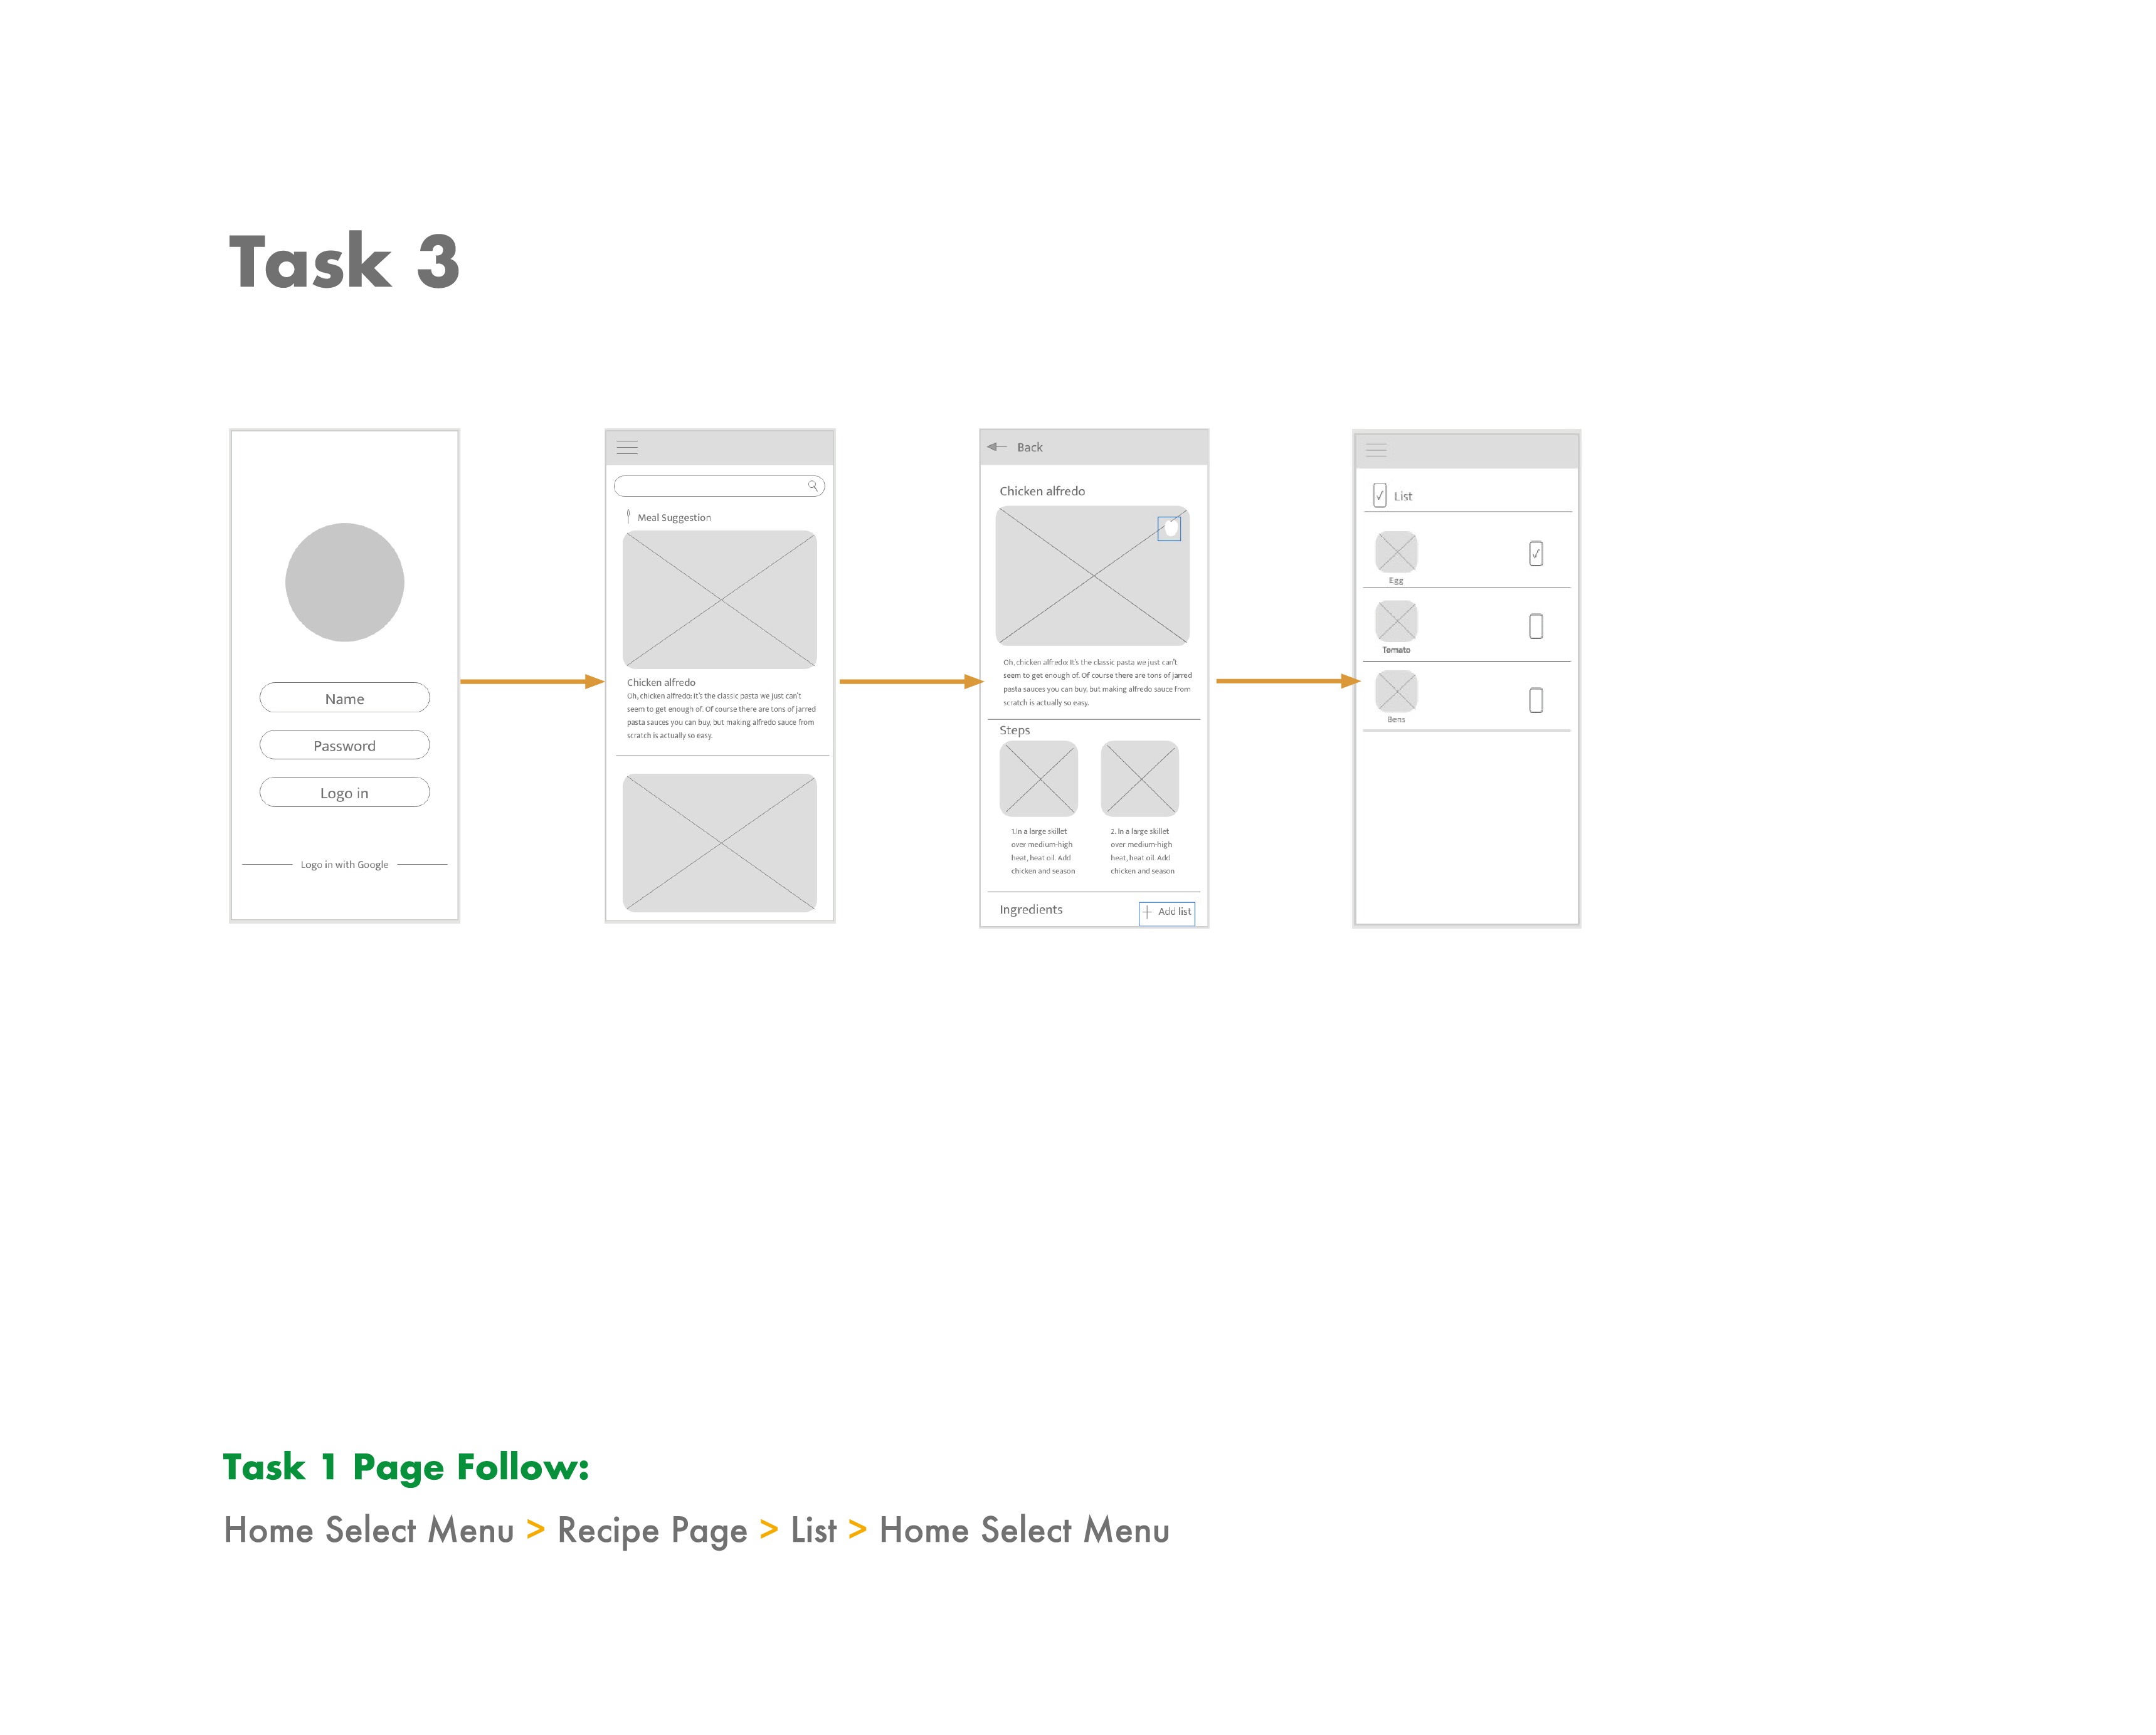 Task 3
Name
Password
Logo in
Logo in with Google
Meal Suggestion
Chicken alfredo
Oh, chicken alfredo: It's the classic pasta we just can't
seem to get enough of. Of course there are tons of jarred
pasta sauces you can buy, but making alfredo sauce from
scratch is actually so easy.
Back
Chicken alfredo
Oh, chicken alfredo: It's the classic pasta we just can't
seem to get enough of. Of course there are tons of jarred
pasta sauces you can buy, but making alfredo sauce from
scratch is actually so easy.
Steps
1.In a large skillet
over medium-high
heat, heat oil. Add
chicken and season
2. In a large skillet
over medium-high
heat, heat oil. Add
chicken and season
Ingredients
+ Add list
List
Egg
Tomato
Bens
Task 1 Page Follow:
Home Select Menu > Recipe Page > List > Home Select Menu